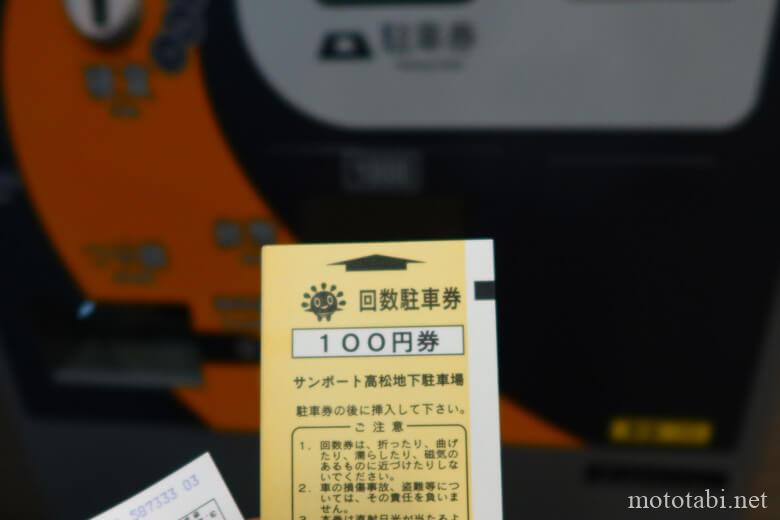 駐車券
回数駐車券
100円券
サンポート高松地下駐車場
駐車券の後に挿入して下さい。
ご注意
1. 回数券は、折ったり、曲げ
たり、濡らしたり、磁気の
あるものに近づけたりしな
いでください。
2. 車の損傷事故、盗難等につ
いては、その責任を負いま
せん。
587333 03
mototabi.net